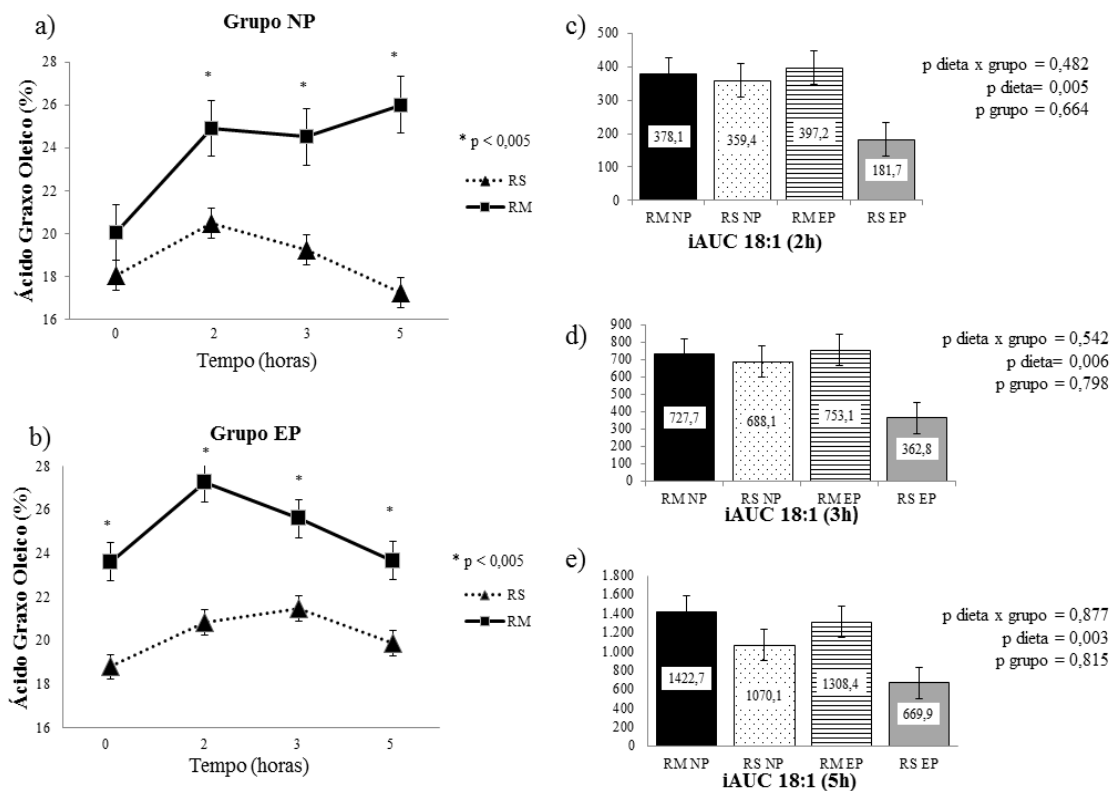 a)
Grupo NP
Ácido Graxo Oleico (%)
28
26
24
22
20
18
16
*
*
*
0
2
3
5
Tempo (horas)
* p < 0,005
RS
RM
b)
Grupo EP
Ácido Graxo Oleico (%)
28
26
24
22
20
18
16
*
*
*
*
0
2
3
5
Tempo (horas)
* p < 0,005
RS
RM
c)
500
400
300
200
100
0
378,1
359,4
397,2
181,7
RM NP
RS NP
RM EP
RS EP
iAUC 18:1 (2h)
p dieta x grupo = 0,482
p dieta= 0,005
p grupo = 0,664
d)
900
800
700
600
500
400
300
200
100
0
727,7
688,1
753,1
362,8
RM NP
RS NP
RM EP
RS EP
iAUC 18:1 (3h)
p dieta x grupo = 0,542
p dieta= 0,006
p grupo = 0,798
e)
1.800
1.600
1.400
1.200
1.000
800
600
400
200
0
1422,7
1070,1
1308,4
669,9
RM NP
RS NP
RM EP
RS EP
iAUC 18:1 (5h)
p dieta x grupo = 0,877
p dieta = 0,003
p grupo = 0,815